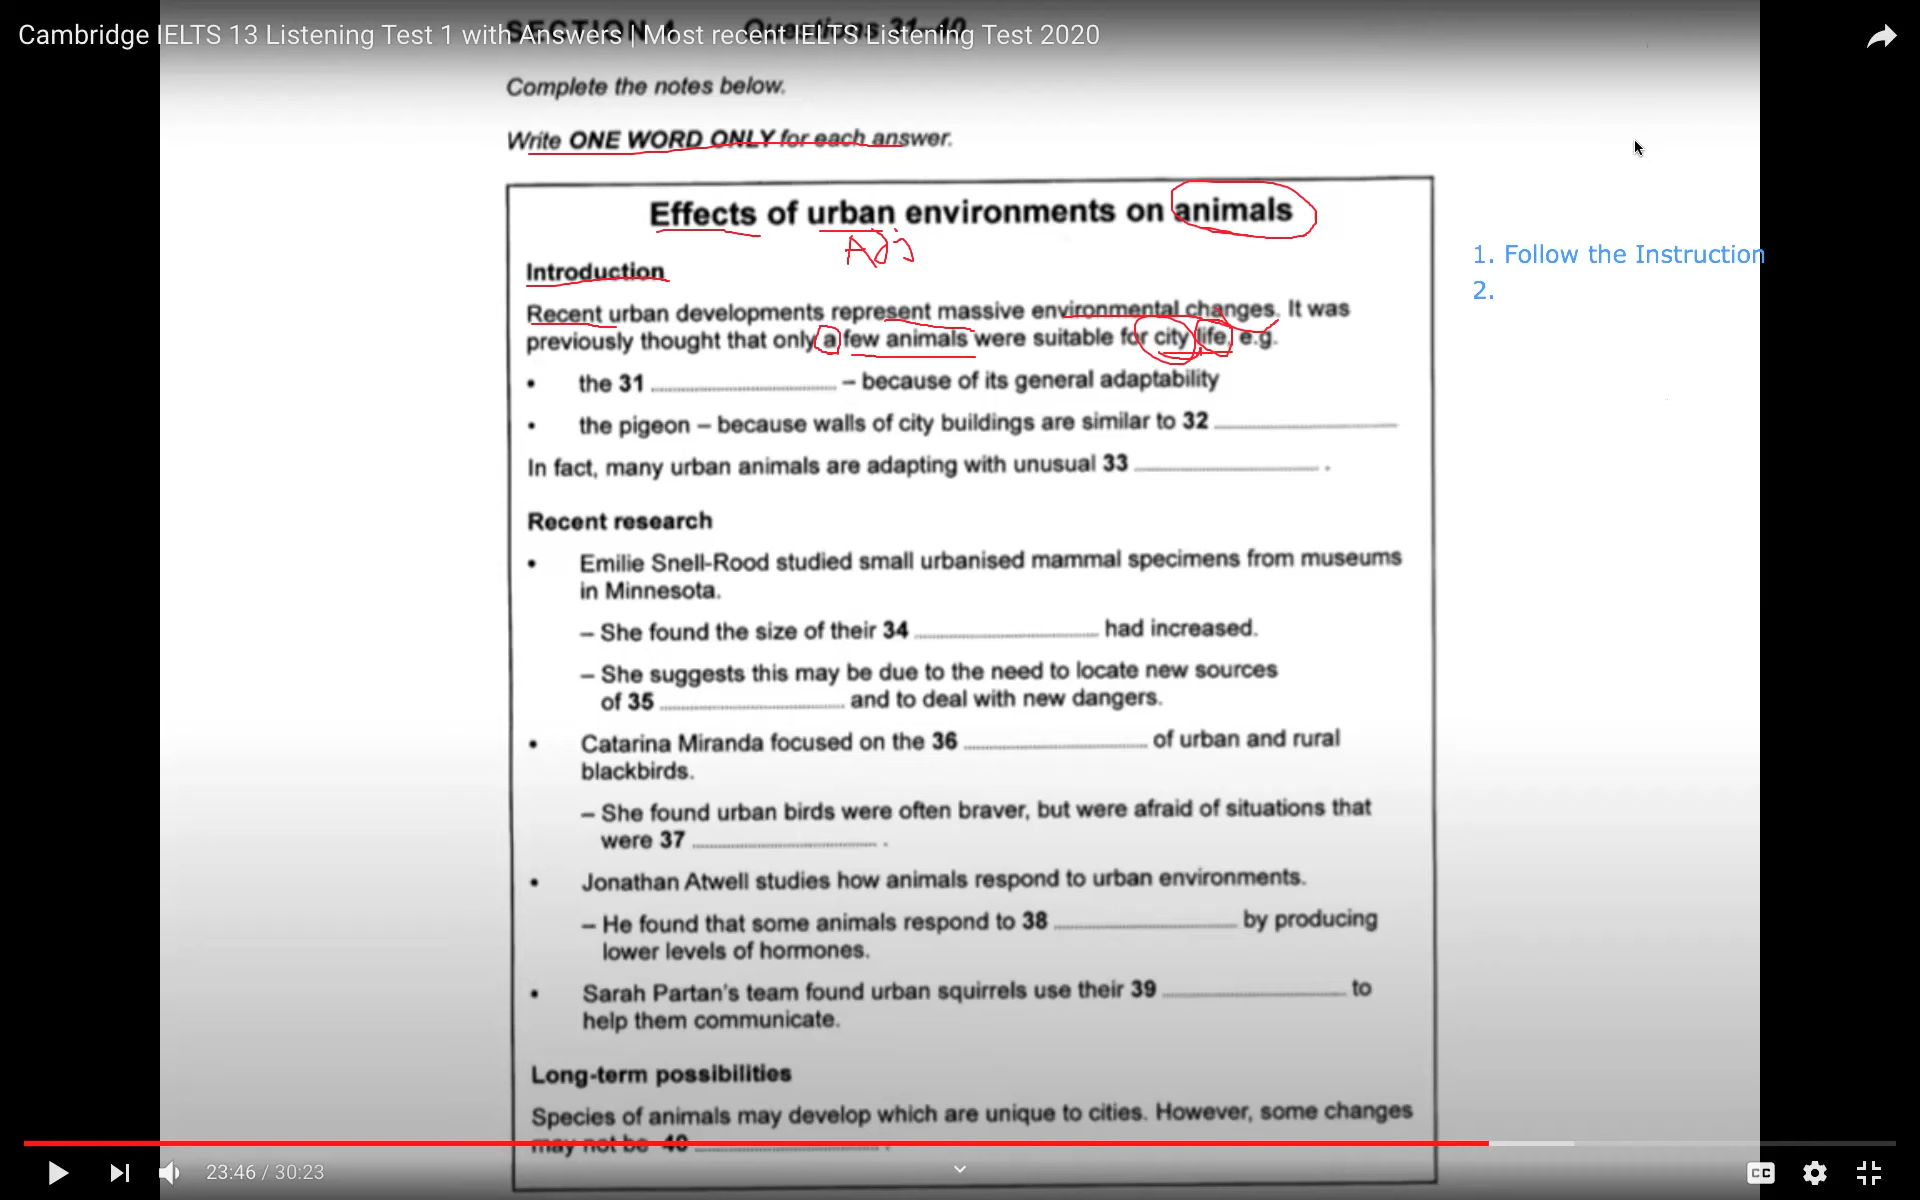 Cambridge IELTS 13 Listening Test 1 with Answers | Most recent IELTS Listening Test 2020
SECTION 4 Questions 31–40
Complete the notes below.
Write ONE WORD ONLY for each answer.
Effects of urban environments on animals
Adj
Introduction
1. Follow the Instruction
2.
Recent urban developments represent massive environmental changes. It was
previously thought that only a few animals were suitable for city life, e.g.
• the 31 .................... – because of its general adaptability
• the pigeon – because walls of city buildings are similar to 32 ....................
In fact, many urban animals are adapting with unusual 33 .................... .
Recent research
• Emilie Snell-Rood studied small urbanised mammal specimens from museums
in Minnesota.
– She found the size of their 34 .................... had increased.
– She suggests this may be due to the need to locate new sources
of 35 .................... and to deal with new dangers.
• Catarina Miranda focused on the 36 .................... of urban and rural
blackbirds.
– She found urban birds were often braver, but were afraid of situations that
were 37 .................... .
• Jonathan Atwell studies how animals respond to urban environments.
– He found that some animals respond to 38 .................... by producing
lower levels of hormones.
• Sarah Partan's team found urban squirrels use their 39 .................... to
help them communicate.
Long-term possibilities
Species of animals may develop which are unique to cities. However, some changes
may not be 40 .................... .
23:46 / 30:23
CC